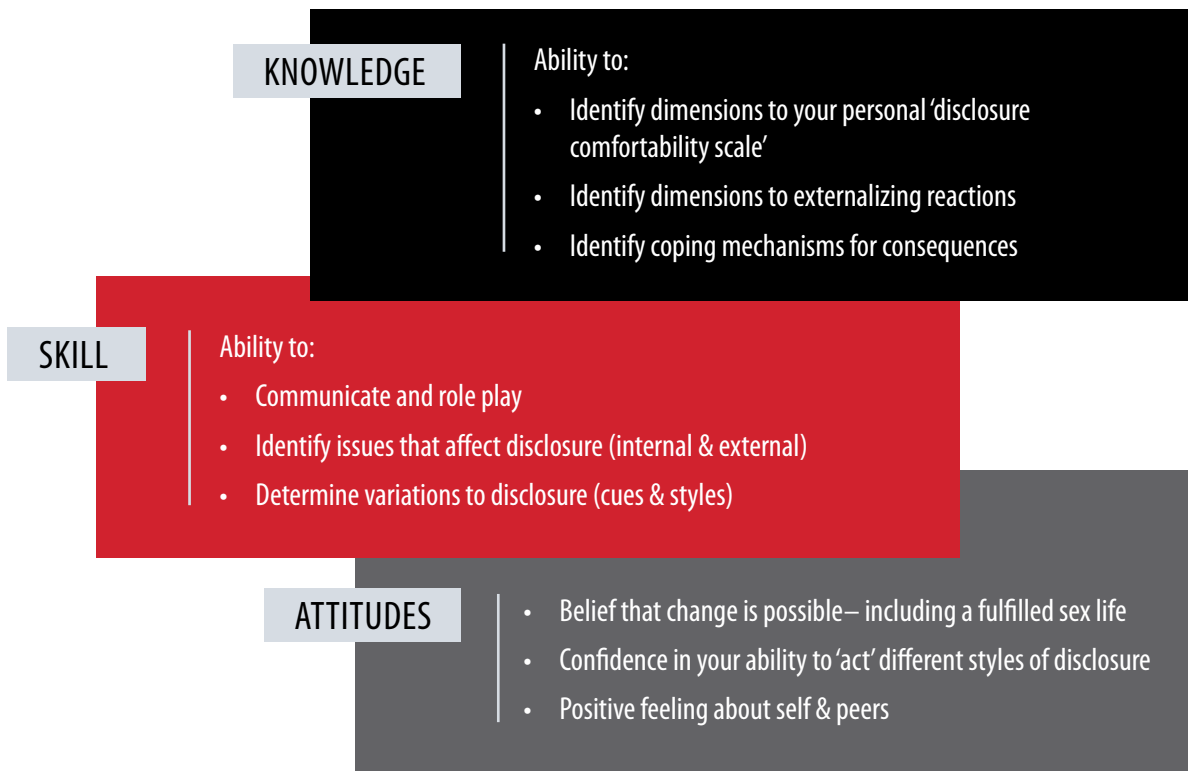 KNOWLEDGE
Ability to:
• Identify dimensions to your personal ‘disclosure
comfortability scale’
• Identify dimensions to externalizing reactions
• Identify coping mechanisms for consequences
SKILL
Ability to:
• Communicate and role play
• Identify issues that affect disclosure (internal & external)
• Determine variations to disclosure (cues & styles)
ATTITUDES
• Belief that change is possible– including a fulfilled sex life
• Confidence in your ability to ‘act’ different styles of disclosure
• Positive feeling about self & peers